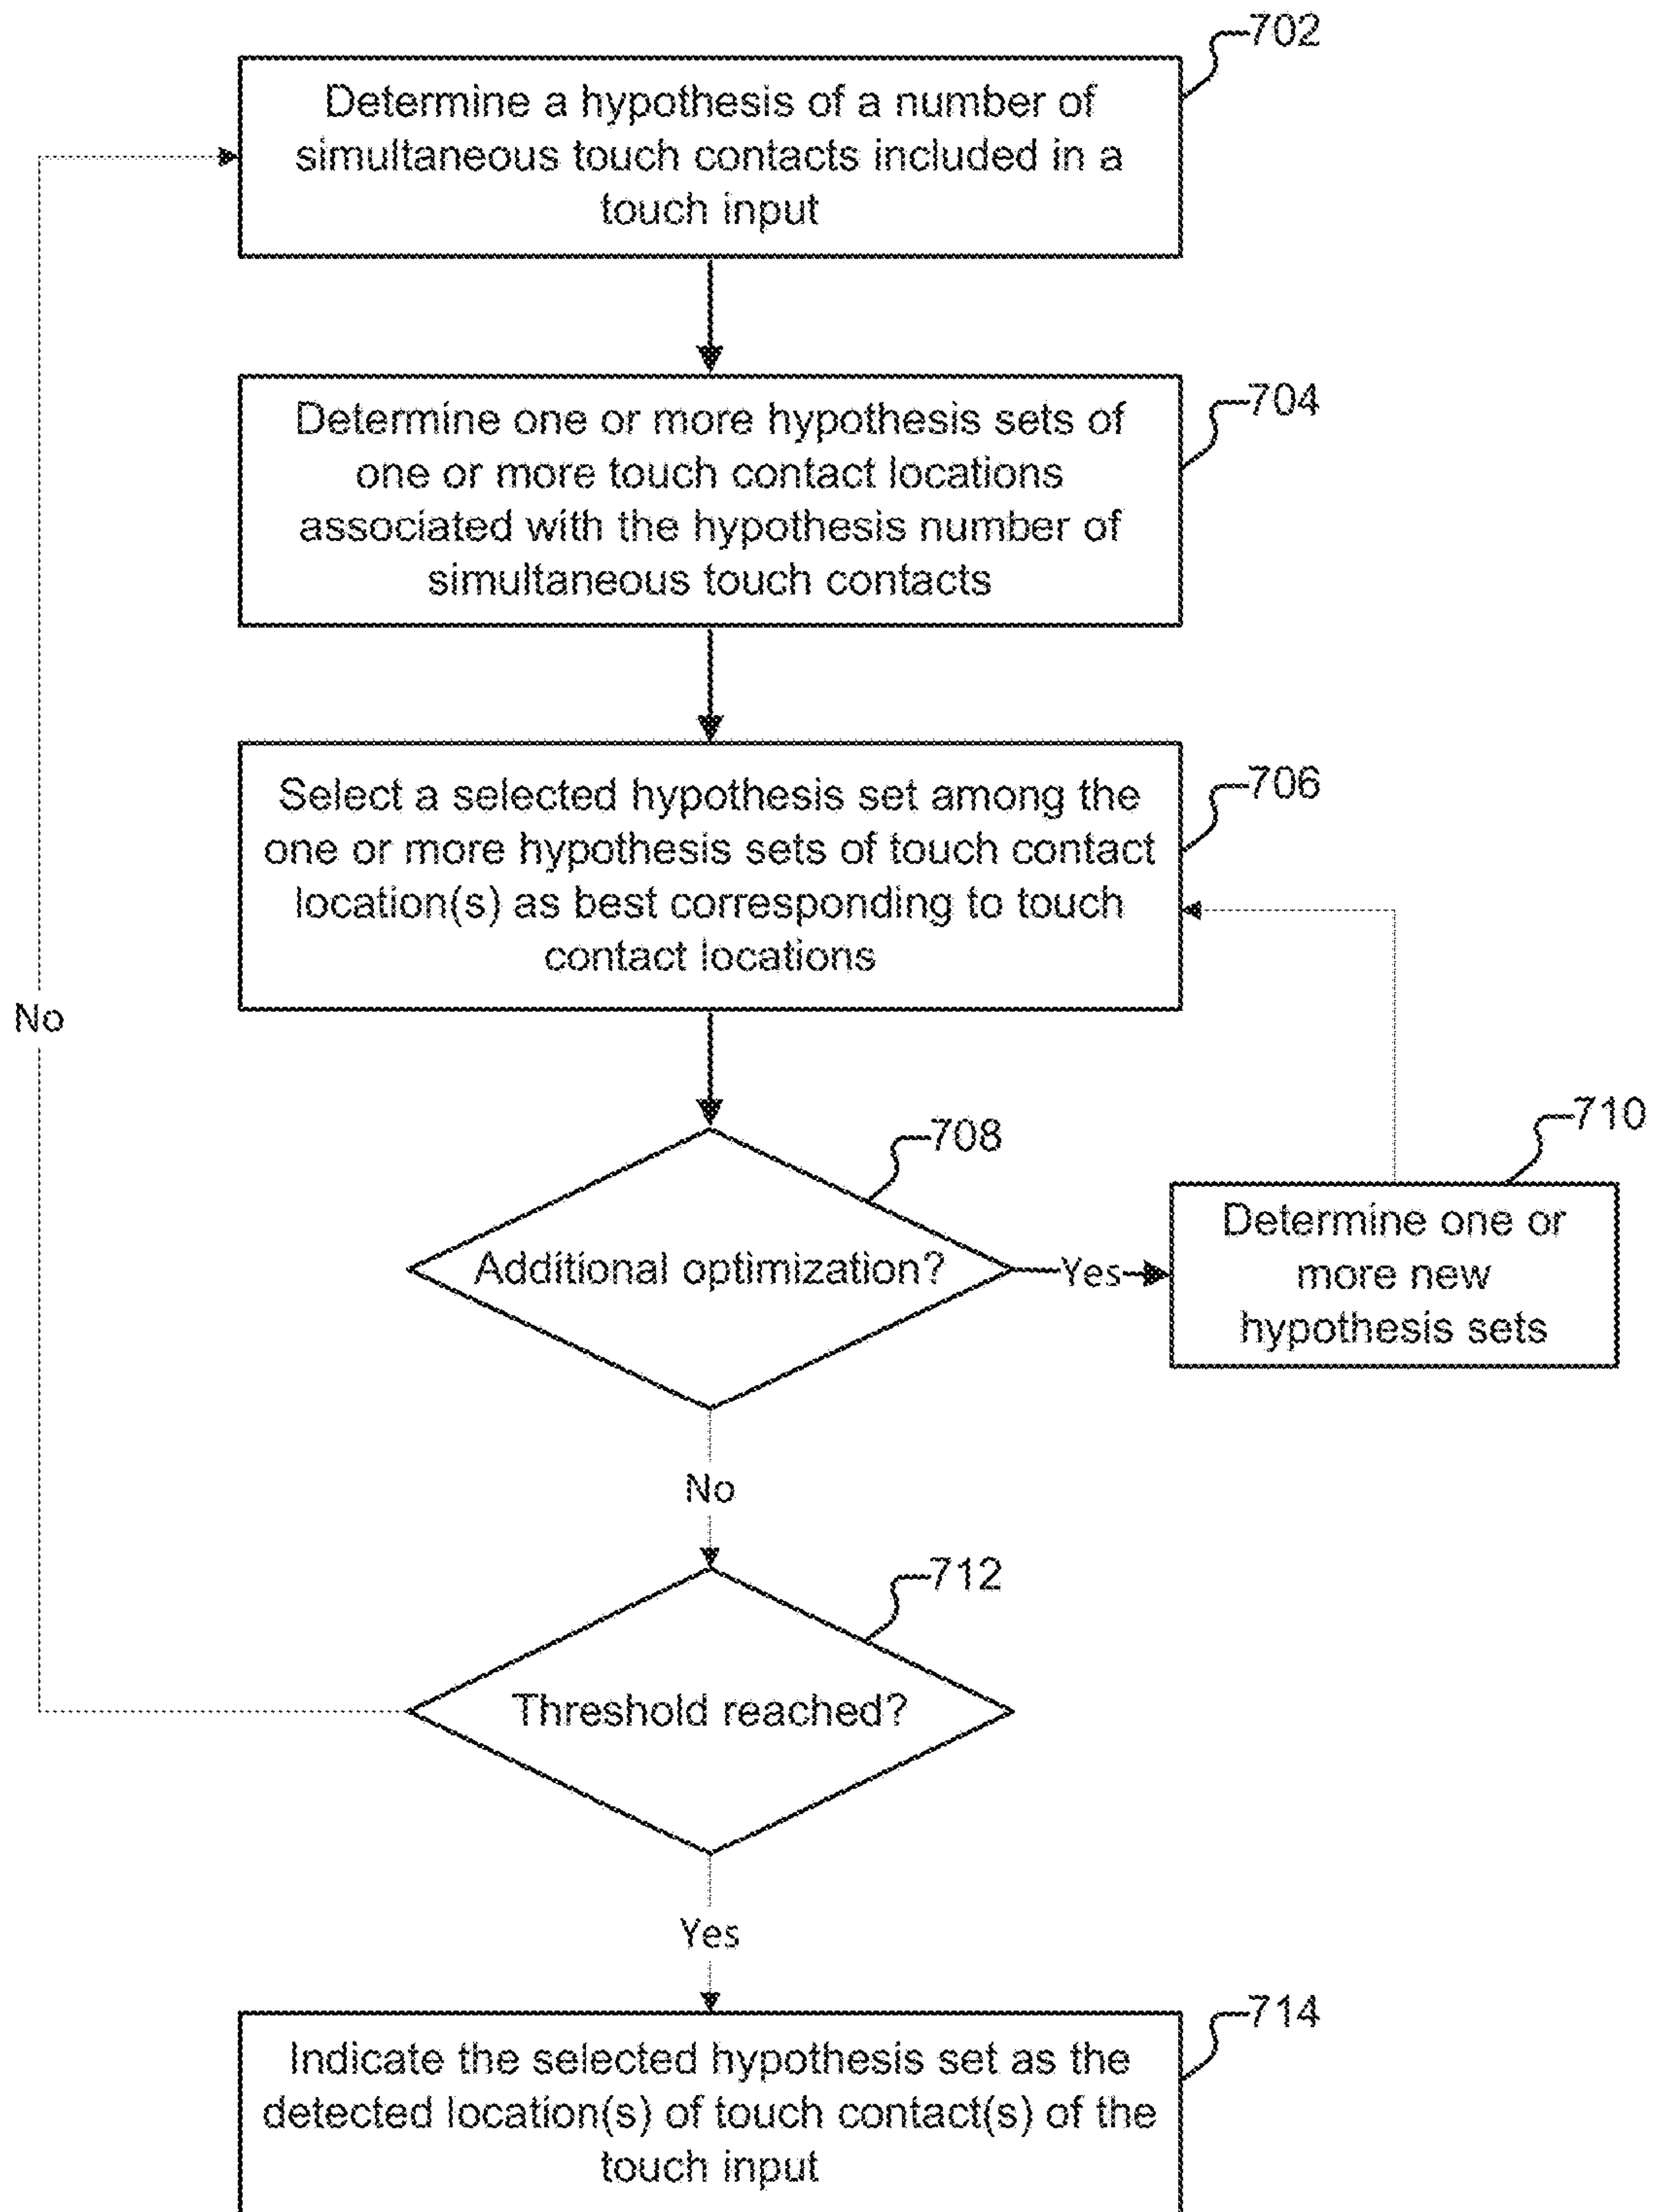 702
Determine a hypothesis of a number of
simultaneous touch contacts included in a
touch input
704
Determine one or more hypothesis sets of
one or more touch contact locations
associated with the hypothesis number of
simultaneous touch contacts
706
Select a selected hypothesis set among the
one or more hypothesis sets of touch contact
location(s) as best corresponding to touch
contact locations
No
708
Additional optimization?
Yes
710
Determine one or
more new
hypothesis sets
No
712
Threshold reached?
Yes
714
Indicate the selected hypothesis set as the
detected location(s) of touch contact(s) of the
touch input